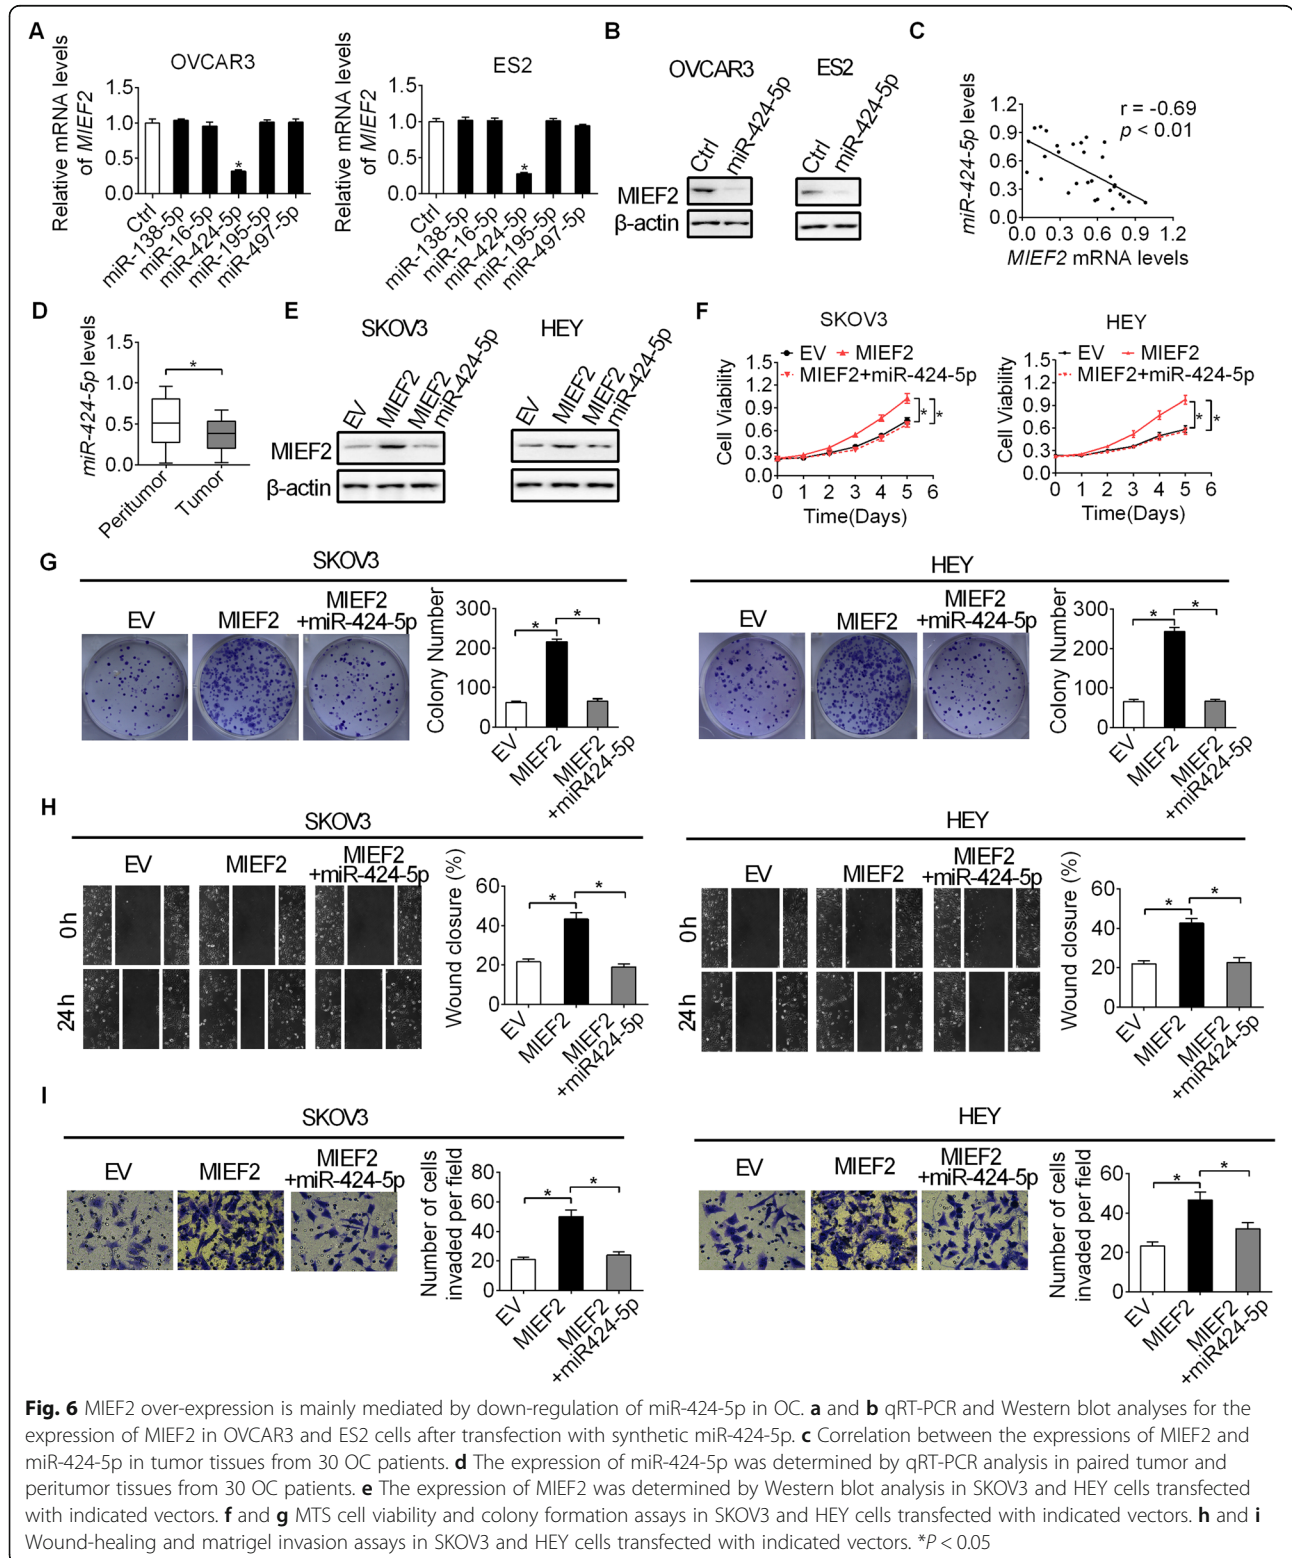 A
OVCAR3
Relative mRNA levels
of MIEF2
1.5
1.0
0.5
0.0
*
Ctrl
miR-138-5p
miR-16-5p
miR-424-5p
miR-195-5p
miR-497-5p
ES2
Relative mRNA levels
of MIEF2
1.5
1.0
0.5
0.0
*
Ctrl
miR-138-5p
miR-16-5p
miR-424-5p
miR-195-5p
miR-497-5p
B
OVCAR3
ES2
Ctrl
miR-424-5p
Ctrl
miR-424-5p
MIEF2
β-actin
C
miR-424-5p levels
1.2
0.9
0.6
0.3
0.0
r = -0.69
p < 0.01
0.0 0.3 0.6 0.9 1.2
MIEF2 mRNA levels
D
miR-424-5p levels
1.5
1.0
0.5
0.0
*
Peritumor
Tumor
E
SKOV3
HEY
EV
MIEF2
MIEF2
miR-424-5p
EV
MIEF2
MIEF2
miR-424-5p
MIEF2
β-actin
F
SKOV3
EV MIEF2
MIEF2+miR-424-5p
Cell Viability
1.5
1.2
0.9
0.6
0.3
0.0
* *
0 1 2 3 4 5 6
Time(Days)
HEY
EV MIEF2
MIEF2+miR-424-5p
Cell Viability
1.5
1.2
0.9
0.6
0.3
0.0
* *
0 1 2 3 4 5 6
Time(Days)
G
SKOV3
EV
MIEF2
MIEF2
+miR-424-5p
Colony Number
300
200
100
0
* *
EV
MIEF2
MIEF2
+miR424-5p
HEY
EV
MIEF2
MIEF2
+miR-424-5p
Colony Number
300
200
100
0
* *
EV
MIEF2
MIEF2
+miR424-5p
H
SKOV3
EV
MIEF2
MIEF2
+miR-424-5p
0h
24h
Wound closure (%)
60
40
20
0
* *
EV
MIEF2
MIEF2
+miR424-5p
HEY
EV
MIEF2
MIEF2
+miR-424-5p
0h
24h
Wound closure (%)
60
40
20
0
* *
EV
MIEF2
MIEF2
+miR424-5p
I
SKOV3
EV
MIEF2
MIEF2
+miR-424-5p
Number of cells
invaded per field
80
60
40
20
0
* *
EV
MIEF2
MIEF2
+miR424-5p
HEY
EV
MIEF2
MIEF2
+miR-424-5p
Number of cells
invaded per field
60
40
20
0
* *
EV
MIEF2
MIEF2
+miR424-5p
Fig. 6 MIEF2 over-expression is mainly mediated by down-regulation of miR-424-5p in OC. a and b qRT-PCR and Western blot analyses for the
expression of MIEF2 in OVCAR3 and ES2 cells after transfection with synthetic miR-424-5p. c Correlation between the expressions of MIEF2 and
miR-424-5p in tumor tissues from 30 OC patients. d The expression of miR-424-5p was determined by qRT-PCR analysis in paired tumor and
peritumor tissues from 30 OC patients. e The expression of MIEF2 was determined by Western blot analysis in SKOV3 and HEY cells transfected
with indicated vectors. f and g MTS cell viability and colony formation assays in SKOV3 and HEY cells transfected with indicated vectors. h and i
Wound-healing and matrigel invasion assays in SKOV3 and HEY cells transfected with indicated vectors. *P < 0.05